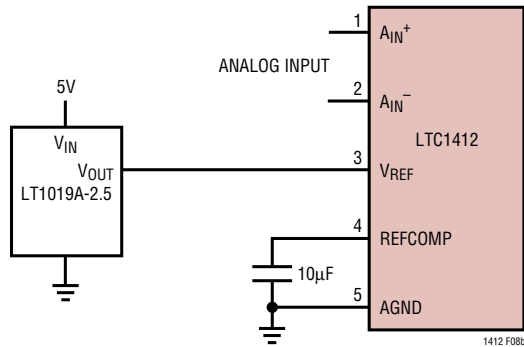 1
A_IN^+
ANALOG INPUT
2
A_IN^−
LTC1412
5V
V_IN
V_OUT
LT1019A-2.5
3
V_REF
4
REFCOMP
10μF
5
AGND
1412 F08b